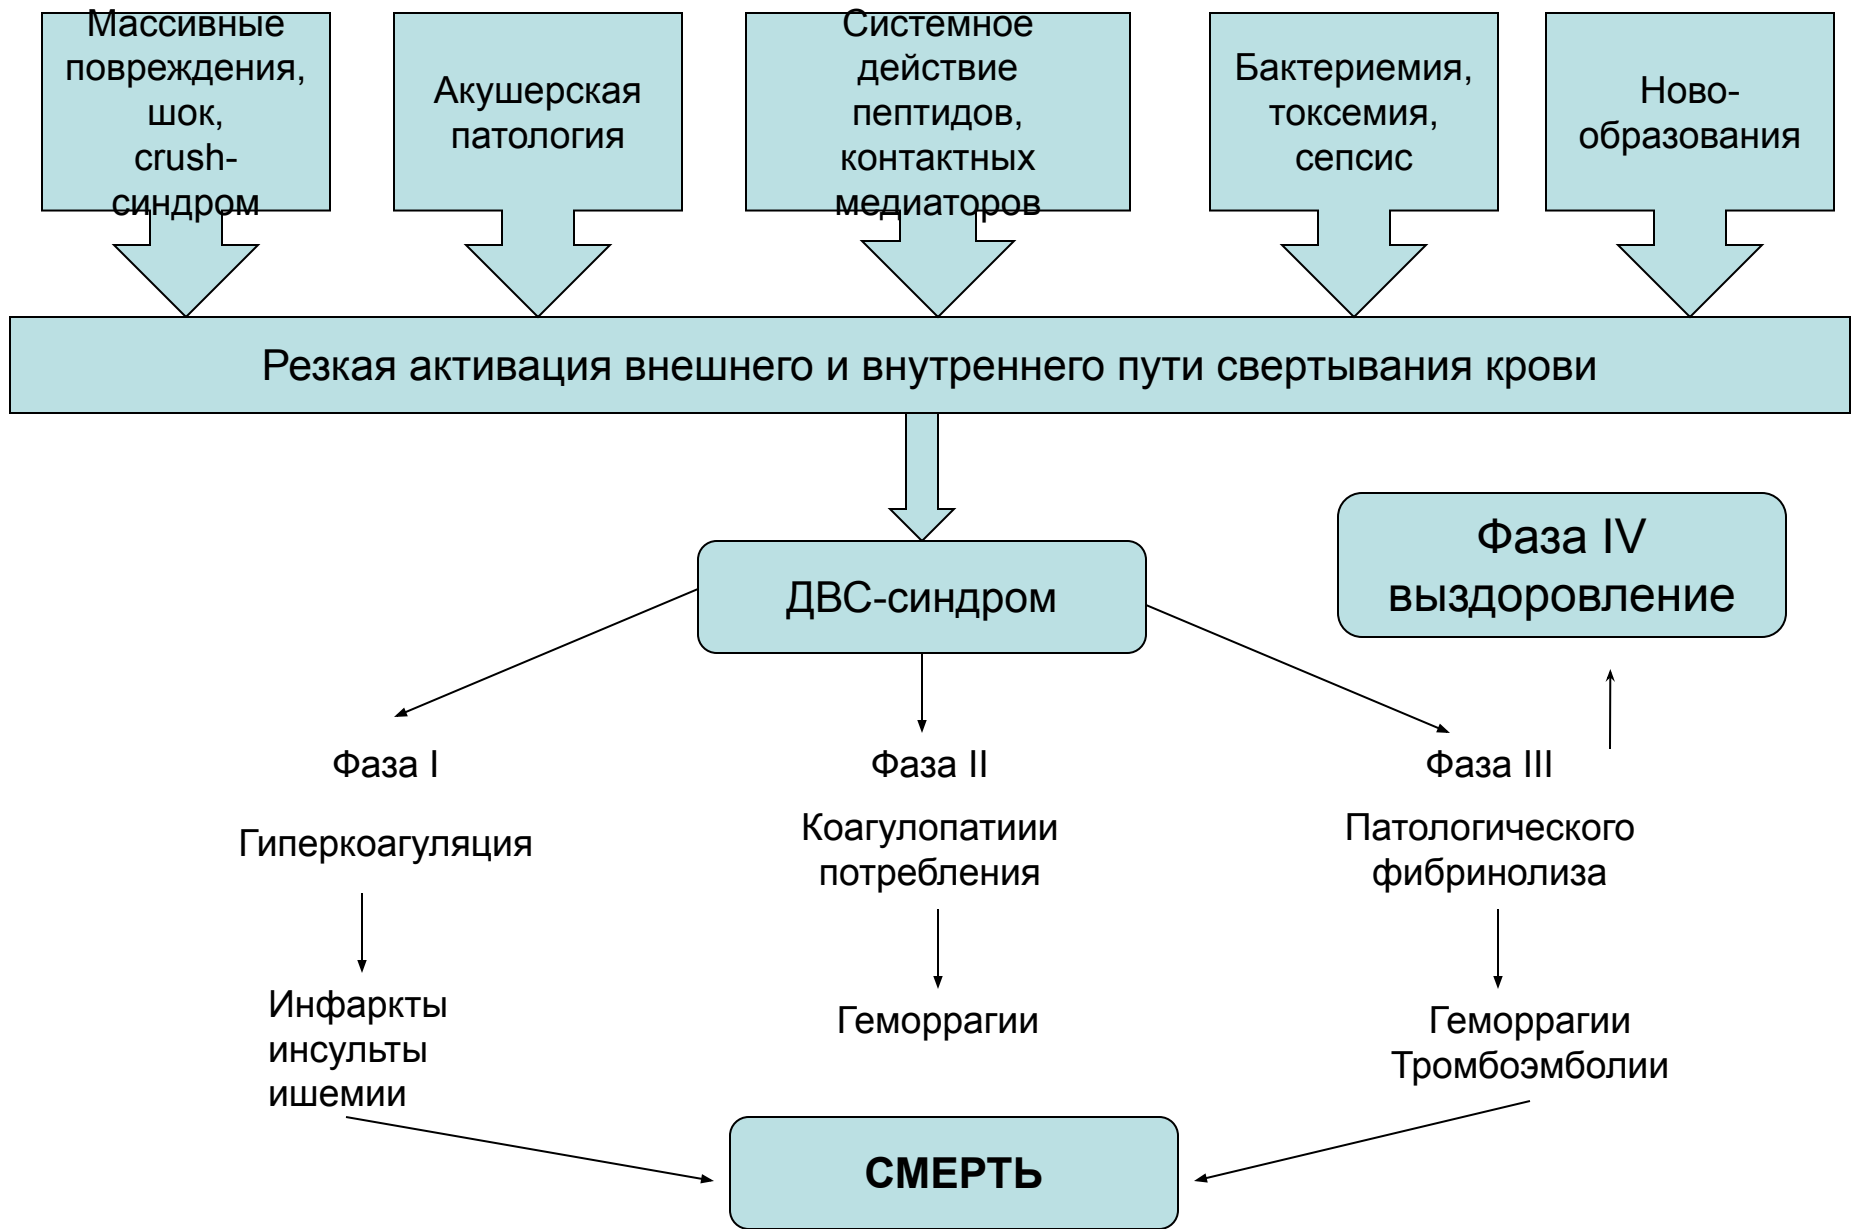 Массивные
повреждения,
шок,
crush-
синдром
Акушерская
патология
Системное
действие
пептидов,
контактных
медиаторов
Бактериемия,
токсемия,
сепсис
Ново-
образования
Резкая активация внешнего и внутреннего пути свертывания крови
ДВС-синдром
Фаза IV
выздоровление
Фаза I
Гиперкоагуляция
Фаза II
Коагулопатиии
потребления
Фаза III
Патологического
фибринолиза
Инфаркты
инсульты
ишемии
Геморрагии
Геморрагии
Тромбоэмболии
СМЕРТЬ